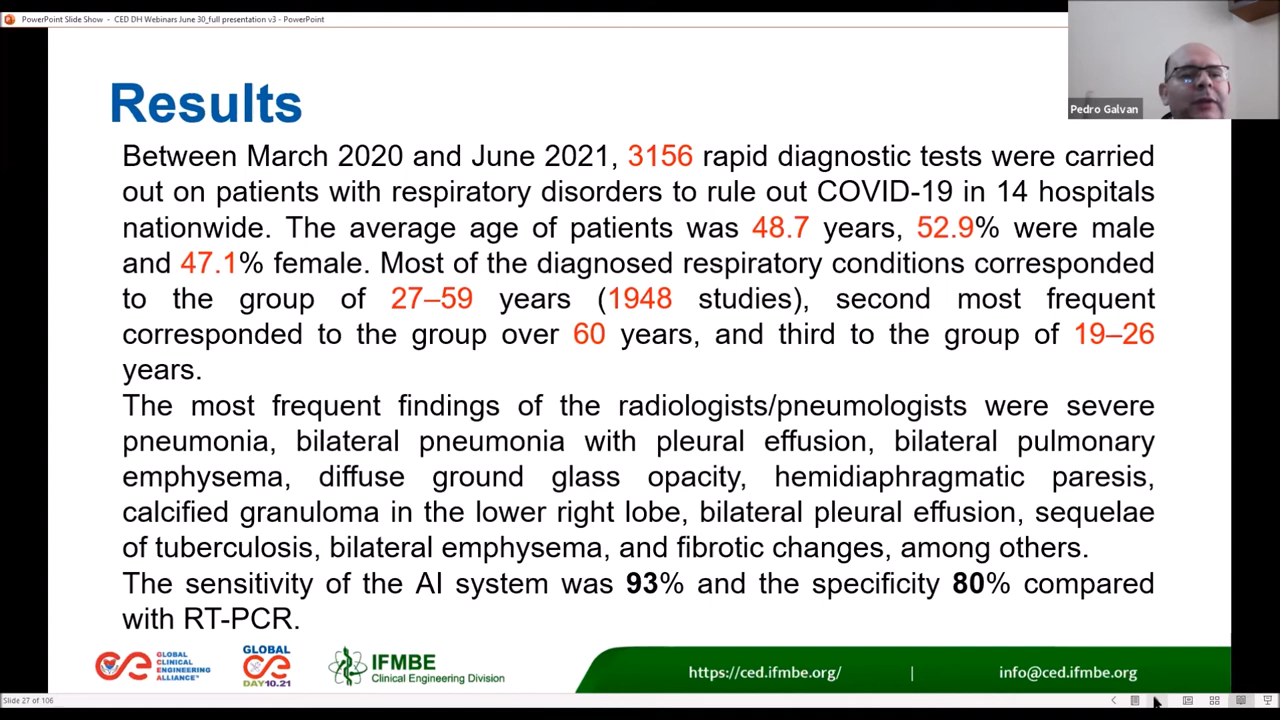 PowerPoint Slide Show - CED DH Webinars June 30_full presentation v3 - PowerPoint
Pedro Galvan
Results
Between March 2020 and June 2021, 3156 rapid diagnostic tests were carried
out on patients with respiratory disorders to rule out COVID-19 in 14 hospitals
nationwide. The average age of patients was 48.7 years, 52.9% were male
and 47.1% female. Most of the diagnosed respiratory conditions corresponded
to the group of 27–59 years (1948 studies), second most frequent
corresponded to the group over 60 years, and third to the group of 19–26
years.
The most frequent findings of the radiologists/pneumologists were severe
pneumonia, bilateral pneumonia with pleural effusion, bilateral pulmonary
emphysema, diffuse ground glass opacity, hemidiaphragmatic paresis,
calcified granuloma in the lower right lobe, bilateral pleural effusion, sequelae
of tuberculosis, bilateral emphysema, and fibrotic changes, among others.
The sensitivity of the AI system was 93% and the specificity 80% compared
with RT-PCR.
GLOBAL
CLINICAL
ENGINEERING
ALLIANCE™
GLOBAL
DAY10.21
IFMBE
Clinical Engineering Division
https://ced.ifmbe.org/ | info@ced.ifmbe.org
Slide 27 of 106